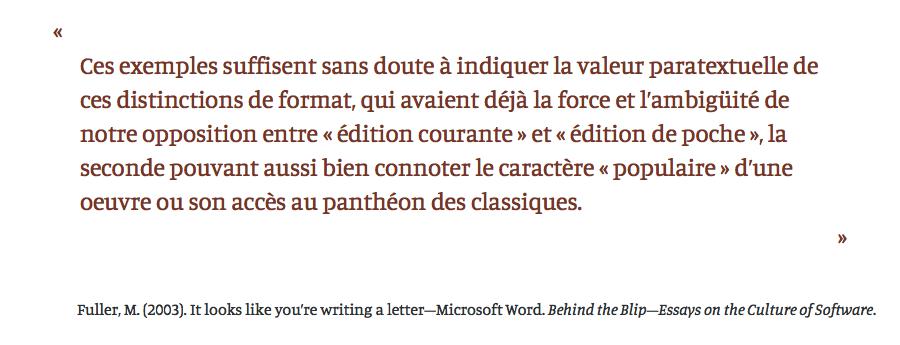 «
Ces exemples suffisent sans doute à indiquer la valeur paratextuelle de
ces distinctions de format, qui avaient déjà la force et l’ambigüité de
notre opposition entre « édition courante » et « édition de poche », la
seconde pouvant aussi bien connoter le caractère « populaire » d’une
oeuvre ou son accès au panthéon des classiques.
»
Fuller, M. (2003). It looks like you’re writing a letter—Microsoft Word. Behind the Blip—Essays on the Culture of Software.